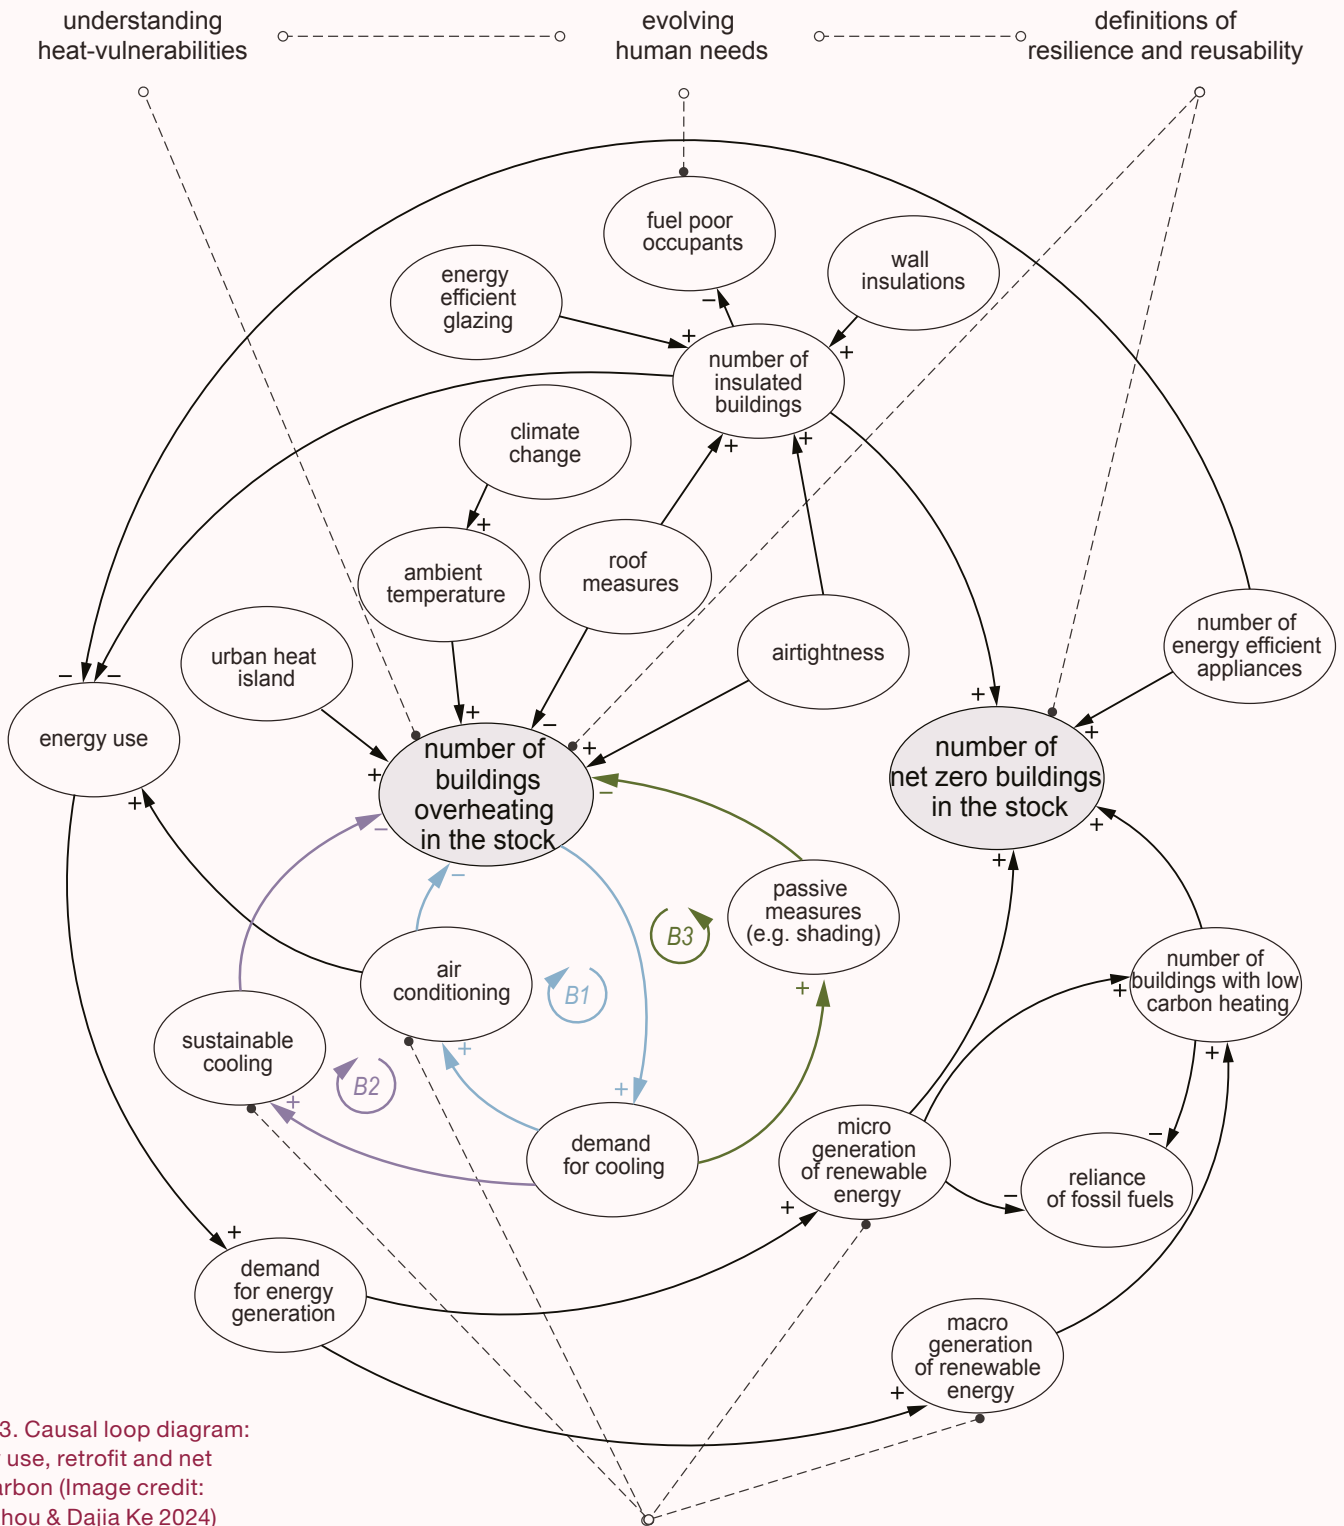 understanding
heat-vulnerabilities
evolving
human needs
definitions of
resilience and reusability
fuel poor
occupants
wall
insulations
energy
efficient
glazing
−
+
+
number of
insulated
buildings
climate
change
+
+
+
ambient
temperature
roof
measures
airtightness
number of
energy efficient
appliances
urban heat
island
−
−
energy use
+
+
−
+
+
number of
buildings
overheating
in the stock
+
+
number of
net zero buildings
in the stock
−
−
−
+
+
+
passive
measures
(e.g. shading)
B3
air
conditioning
B1
number of
buildings with low
carbon heating
+
+
+
sustainable
cooling
B2
+
+
+
demand
for cooling
micro
generation
of renewable
energy
−
−
reliance
of fossil fuels
+
+
demand
for energy
generation
macro
generation
of renewable
energy
+
3. Causal loop diagram:
use, retrofit and net
arbon (Image credit:
hou & Dajia Ke 2024)